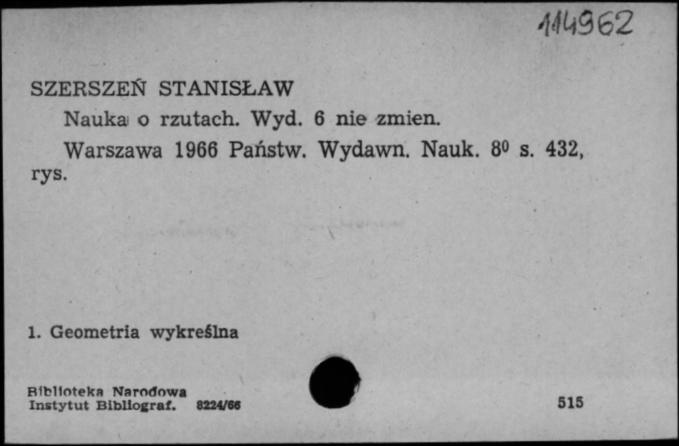 114962
SZERSZEŃ STANISŁAW
Nauka o rzutach. Wyd. 6 nie zmien.
Warszawa 1966 Państw. Wydawn. Nauk. 8⁰ s. 432,
rys.
1. Geometria wykreślna
Biblioteka Narodowa
Instytut Bibliograf. 8224/66
515